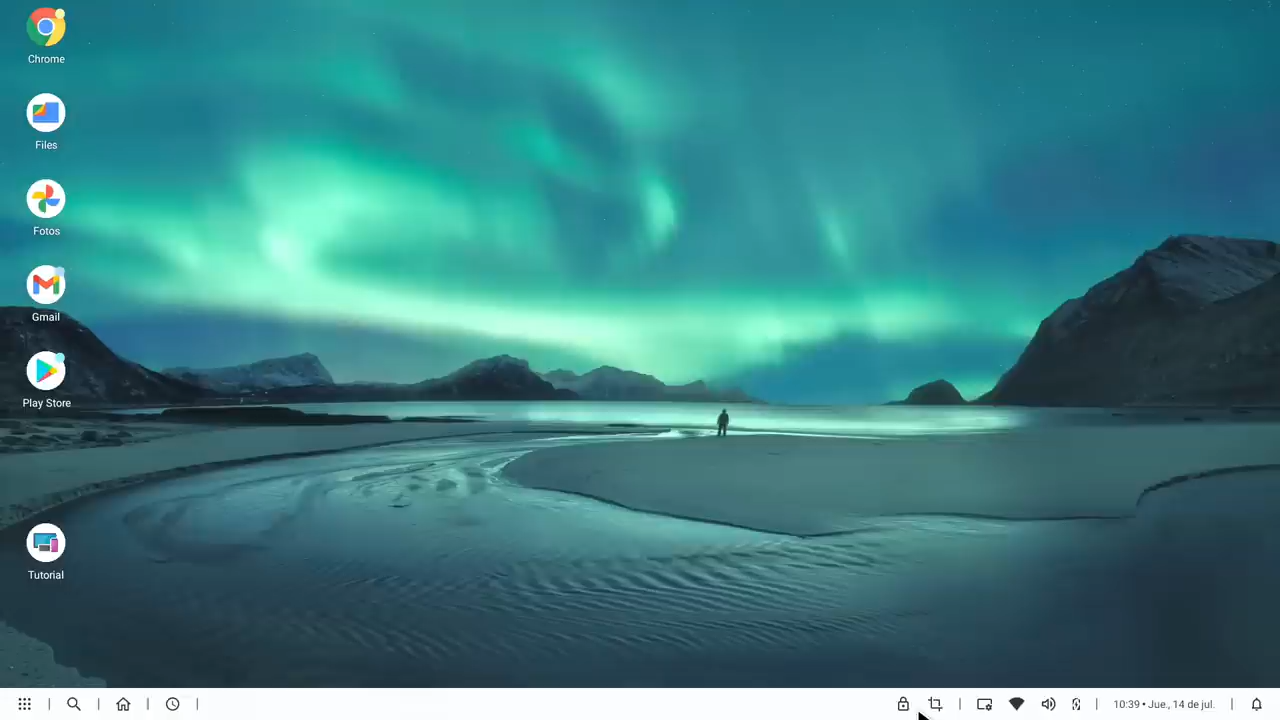 Chrome
Files
Fotos
Gmail
Play Store
Tutorial
10:39 • Jue., 14 de jul.